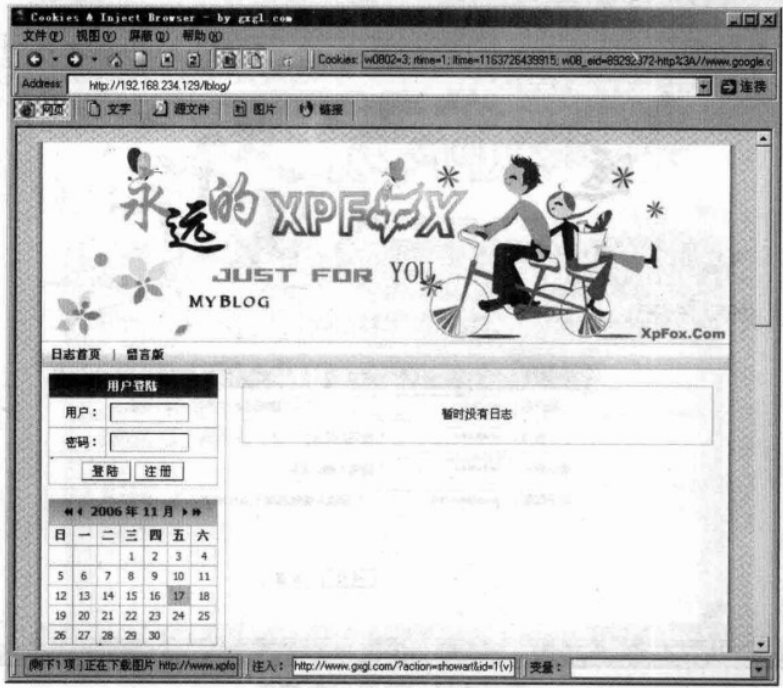 Cookies & Inject Browser - by gxgl.com
文件(F) 视图(V) 屏蔽(D) 帮助(X)
Cookies: w0802=3; rtime=1; ltime=1163726439915; w08_eid=89292372-http%3A//www.google.c
Address: http://192.168.234.129/lblog/ 连接
网页 文字 源文件 图片 链接
永远的XPFOX
JUST FOR YOU
MYBLOG
XpFox.Com
日志首页 | 留言版
用户登陆
用户：
密码：
登陆 注册
暂时没有日志
2006 年 11 月
日 一 二 三 四 五 六
1 2 3 4
5 6 7 8 9 10 11
12 13 14 15 16 17 18
19 20 21 22 23 24 25
26 27 28 29 30
(剩下1项)正在下载图片 http://www.xpfo 注入： http://www.gxgl.com/?action=showart&id=1{v} 变量：